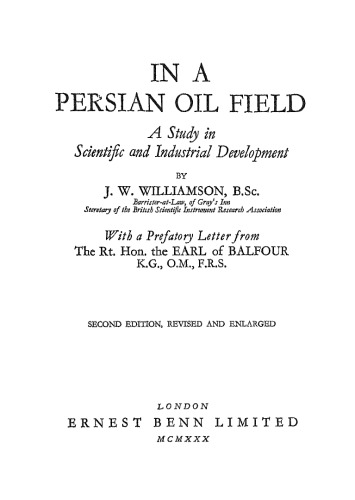 IN A
PERSIAN OIL FIELD
A Study in
Scientific and Industrial Development
BY
J. W. WILLIAMSON, B.Sc.
Barrister-at-Law, of Gray's Inn
Secretary of the British Scientific Instrument Research Association
With a Prefatory Letter from
The Rt. Hon. the EARL of BALFOUR
K.G., O.M., F.R.S.
SECOND EDITION, REVISED AND ENLARGED
LONDON
ERNEST BENN LIMITED
MCMXXX